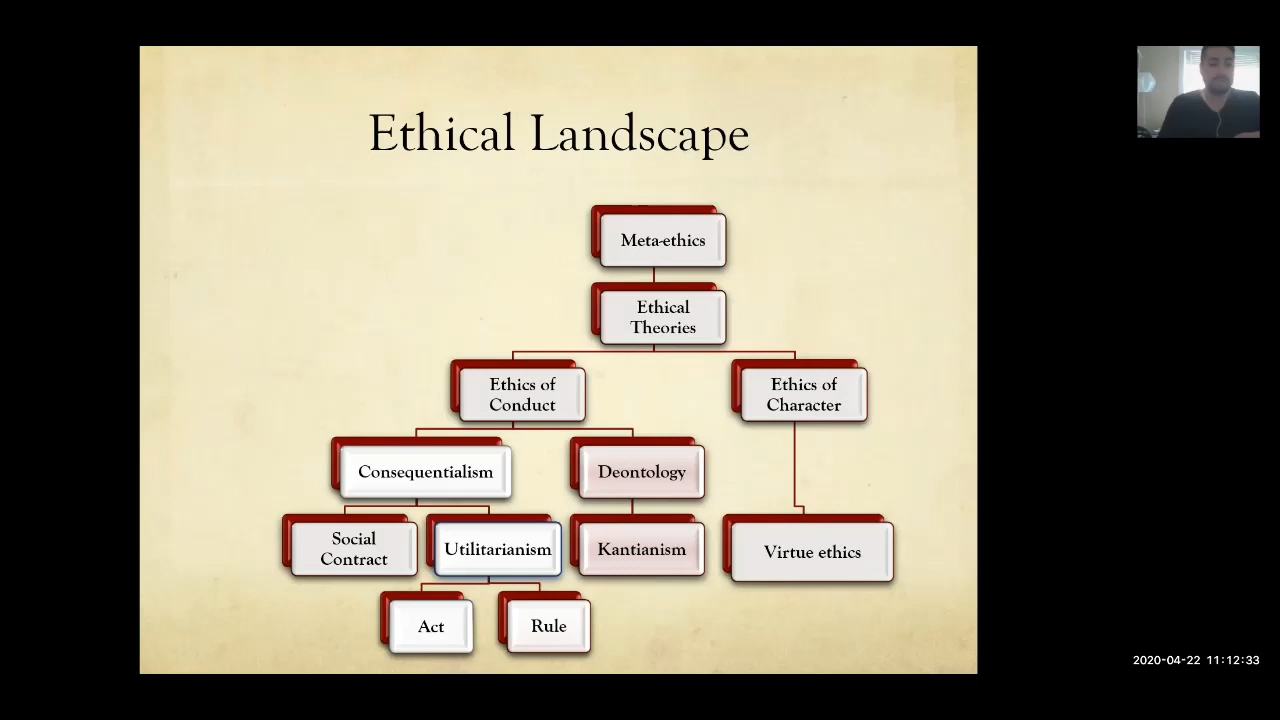 Ethical Landscape
Meta-ethics
Ethical
Theories
Ethics of
Conduct
Ethics of
Character
Consequentialism
Deontology
Social
Contract
Utilitarianism
Kantianism
Virtue ethics
Act
Rule
2020-04-22 11:12:33